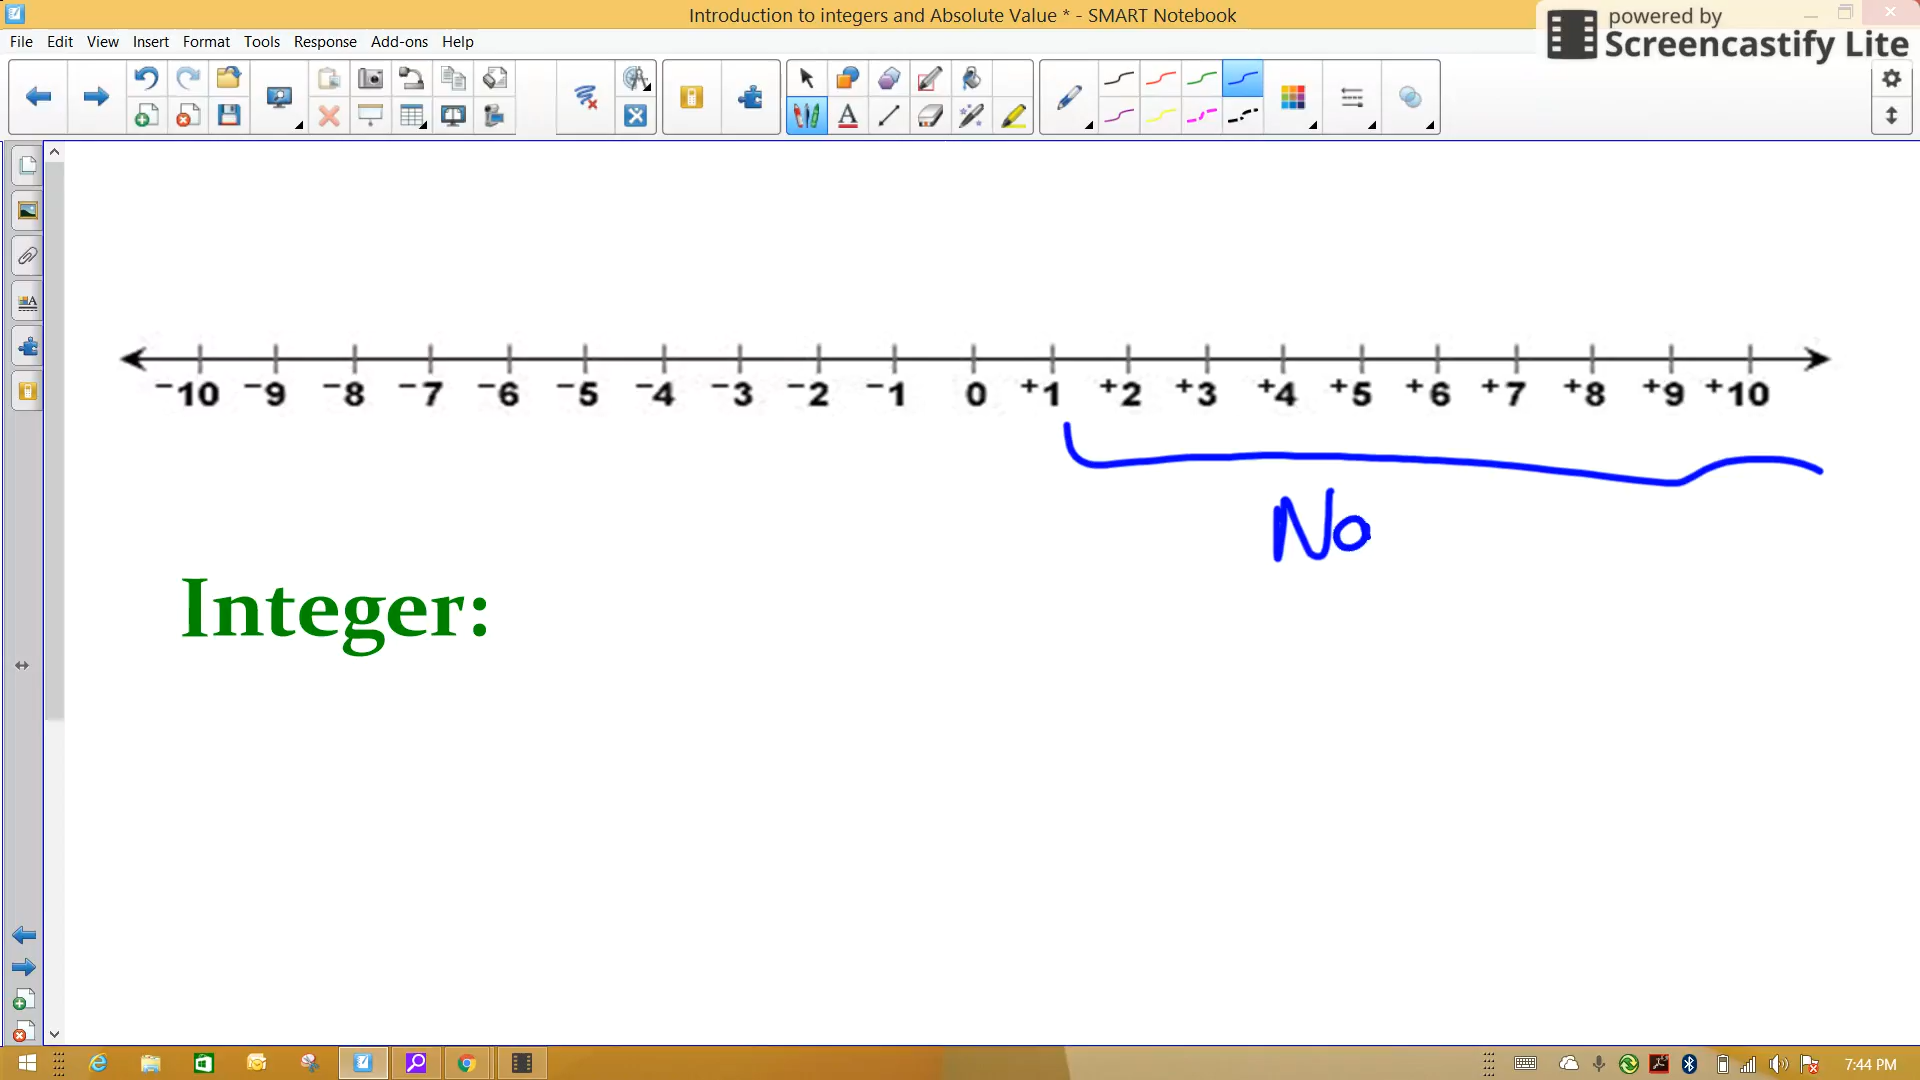 Introduction to integers and Absolute Value * - SMART Notebook
powered by
Screencastify Lite
File Edit View Insert Format Tools Response Add-ons Help
-10 -9 -8 -7 -6 -5 -4 -3 -2 -1 0 +1 +2 +3 +4 +5 +6 +7 +8 +9 +10
No
Integer:
7:44 PM